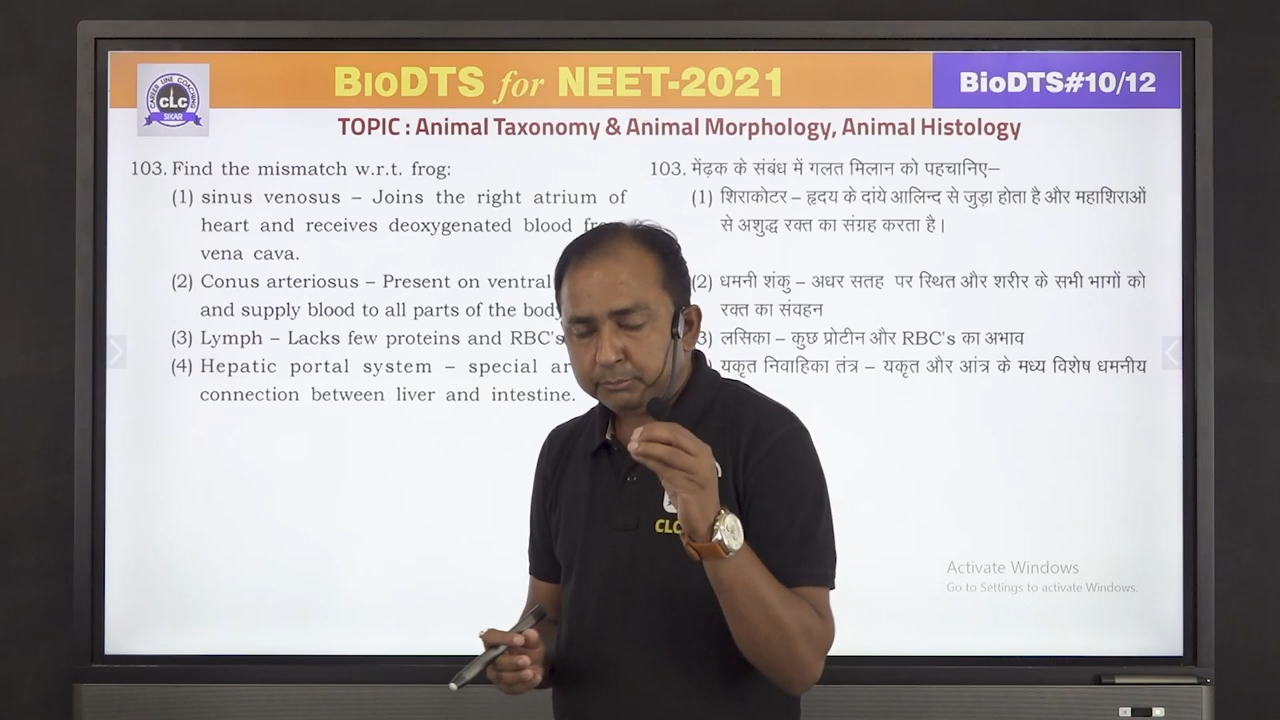 BIODTS for NEET-2021
BioDTS#10/12
CAREER LINE COACHING
CLC
SIKAR
TOPIC : Animal Taxonomy & Animal Morphology, Animal Histology
103. Find the mismatch w.r.t. frog:
(1) sinus venosus – Joins the right atrium of
heart and receives deoxygenated blood
vena cava.
(2) Conus arteriosus – Present on ventral
and supply blood to all parts of the body
(3) Lymph – Lacks few proteins and RBC's
(4) Hepatic portal system – special
connection between liver and intestine.
103. मेंढ़क के संबंध में गलत मिलान को पहचानिए–
(1) शिराकोटर – हृदय के दांये आलिन्द से जुड़ा होता है और महाशिराओं
से अशुद्ध रक्त का संग्रह करता है।
(2) धमनी शंकु – अधर सतह पर स्थित और शरीर के सभी भागों को
रक्त का संवहन
3) लसिका – कुछ प्रोटीन और RBC's का अभाव
यकृत निवाहिका तंत्र – यकृत और आंत्र के मध्य विशेष धमनीय
CLC
Activate Windows
Go to Settings to activate Windows.